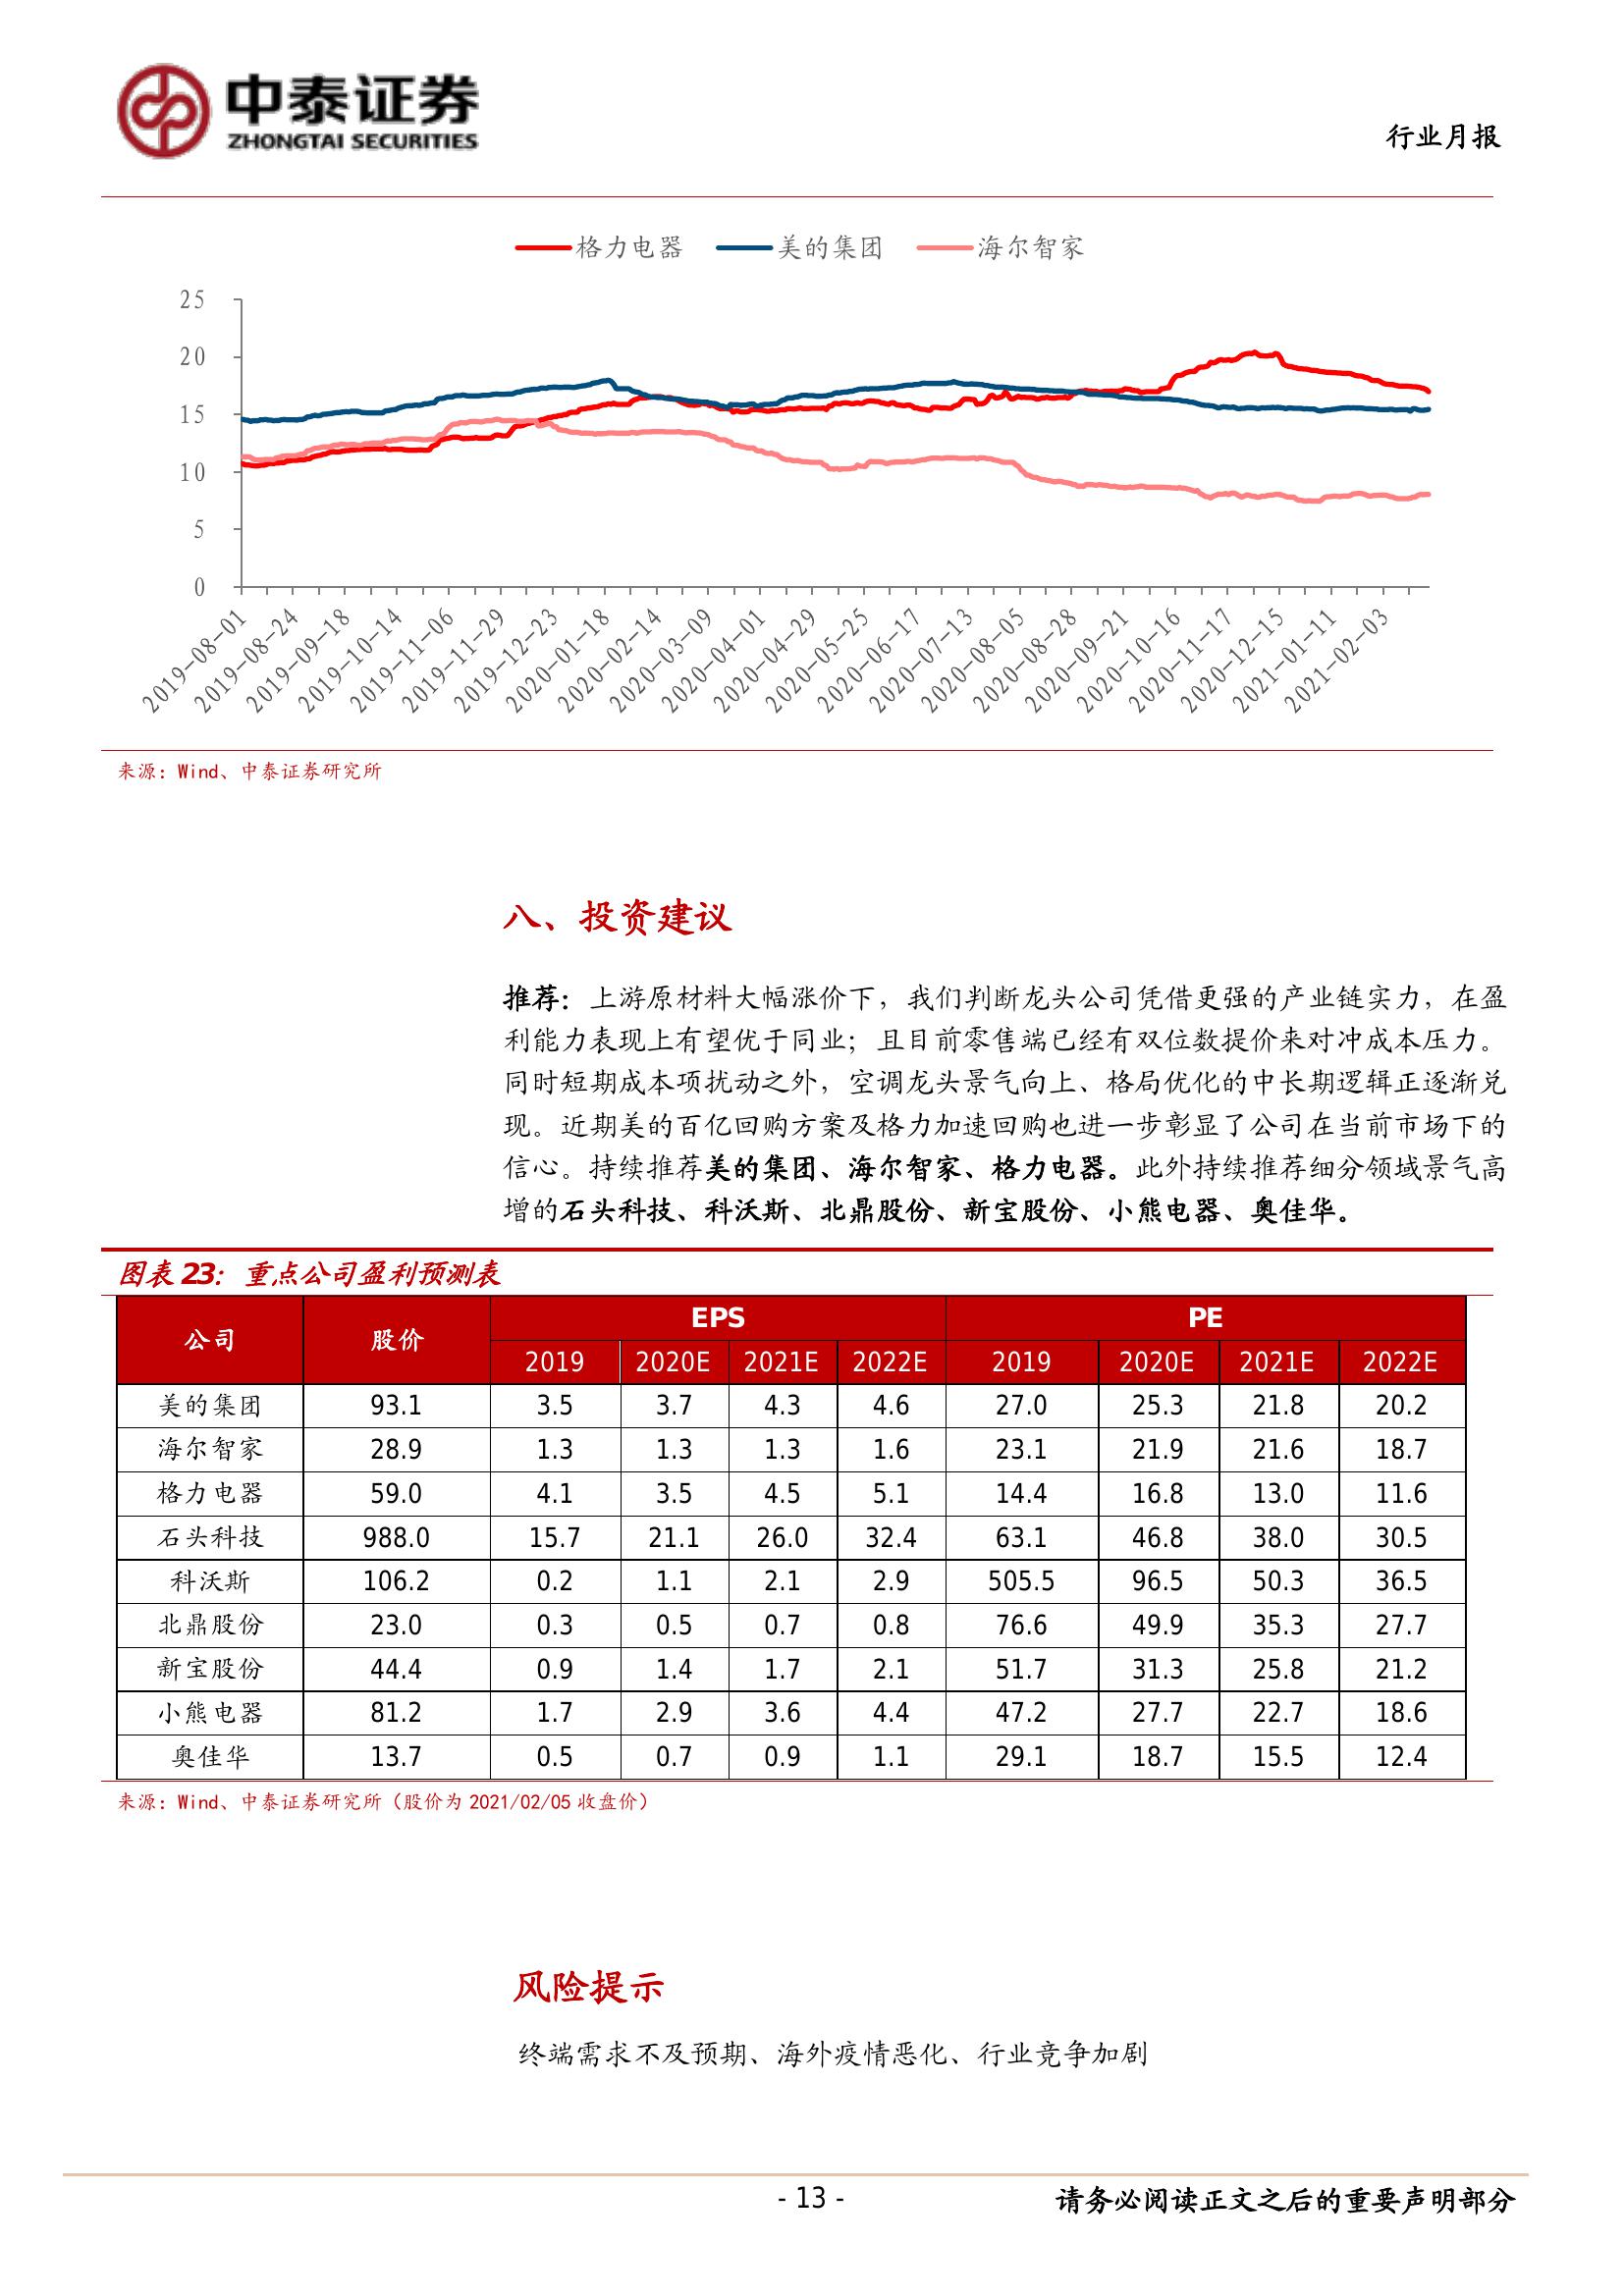 中泰证券
ZHONGTAI SECURITIES
行业月报
格力电器 美的集团 海尔智家
25
20
15
10
5
0
2019-08-01 2019-08-24 2019-09-18 2019-10-14 2019-11-06 2019-11-29 2019-12-23 2020-01-18 2020-02-14 2020-03-09 2020-04-01 2020-04-29 2020-05-25 2020-06-17 2020-07-13 2020-08-05 2020-08-28 2020-09-21 2020-10-16 2020-11-17 2020-12-15 2021-01-11 2021-02-03
来源：Wind、中泰证券研究所
八、投资建议
推荐：上游原材料大幅涨价下，我们判断龙头公司凭借更强的产业链实力，在盈
利能力表现上有望优于同业；且目前零售端已经有双位数提价来对冲成本压力。
同时短期成本项扰动之外，空调龙头景气向上、格局优化的中长期逻辑正逐渐兑
现。近期美的百亿回购方案及格力加速回购也进一步彰显了公司在当前市场下的
信心。持续推荐美的集团、海尔智家、格力电器。此外持续推荐细分领域景气高
增的石头科技、科沃斯、北鼎股份、新宝股份、小熊电器、奥佳华。
图表 23：重点公司盈利预测表
公司 股价 EPS PE
2019 2020E 2021E 2022E 2019 2020E 2021E 2022E
美的集团 93.1 3.5 3.7 4.3 4.6 27.0 25.3 21.8 20.2
海尔智家 28.9 1.3 1.3 1.3 1.6 23.1 21.9 21.6 18.7
格力电器 59.0 4.1 3.5 4.5 5.1 14.4 16.8 13.0 11.6
石头科技 988.0 15.7 21.1 26.0 32.4 63.1 46.8 38.0 30.5
科沃斯 106.2 0.2 1.1 2.1 2.9 505.5 96.5 50.3 36.5
北鼎股份 23.0 0.3 0.5 0.7 0.8 76.6 49.9 35.3 27.7
新宝股份 44.4 0.9 1.4 1.7 2.1 51.7 31.3 25.8 21.2
小熊电器 81.2 1.7 2.9 3.6 4.4 47.2 27.7 22.7 18.6
奥佳华 13.7 0.5 0.7 0.9 1.1 29.1 18.7 15.5 12.4
来源：Wind、中泰证券研究所（股价为 2021/02/05 收盘价）
风险提示
终端需求不及预期、海外疫情恶化、行业竞争加剧
- 13 -
请务必阅读正文之后的重要声明部分